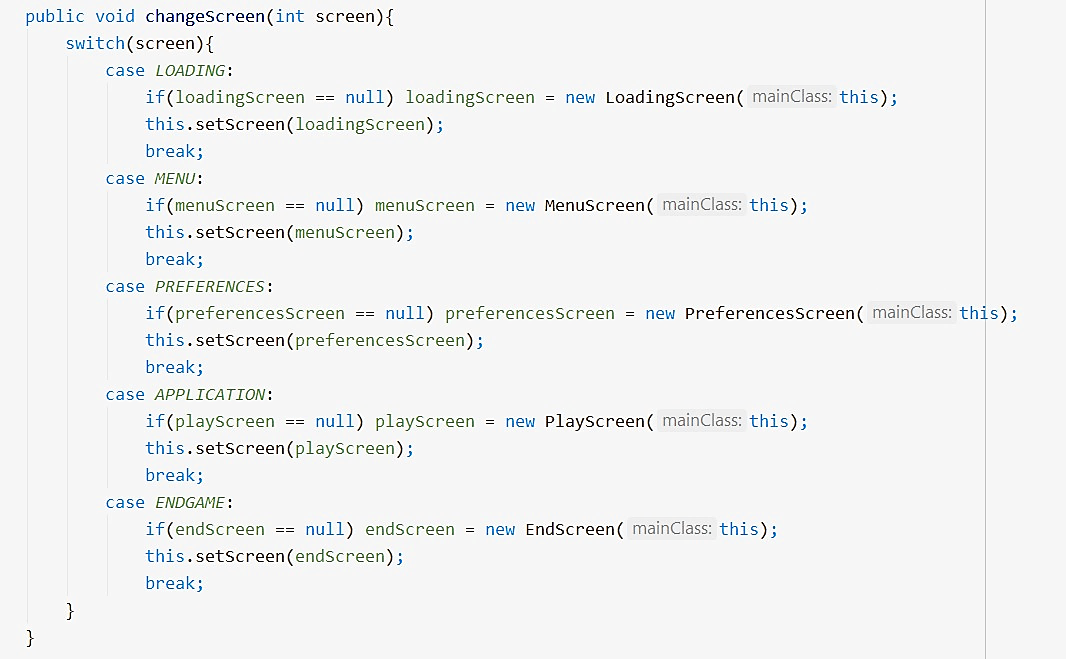 public void changeScreen(int screen){
switch(screen){
case LOADING:
if(loadingScreen == null) loadingScreen = new LoadingScreen( mainClass: this);
this.setScreen(loadingScreen);
break;
case MENU:
if(menuScreen == null) menuScreen = new MenuScreen( mainClass: this);
this.setScreen(menuScreen);
break;
case PREFERENCES:
if(preferencesScreen == null) preferencesScreen = new PreferencesScreen( mainClass: this);
this.setScreen(preferencesScreen);
break;
case APPLICATION:
if(playScreen == null) playScreen = new PlayScreen( mainClass: this);
this.setScreen(playScreen);
break;
case ENDGAME:
if(endScreen == null) endScreen = new EndScreen( mainClass: this);
this.setScreen(endScreen);
break;
}
}